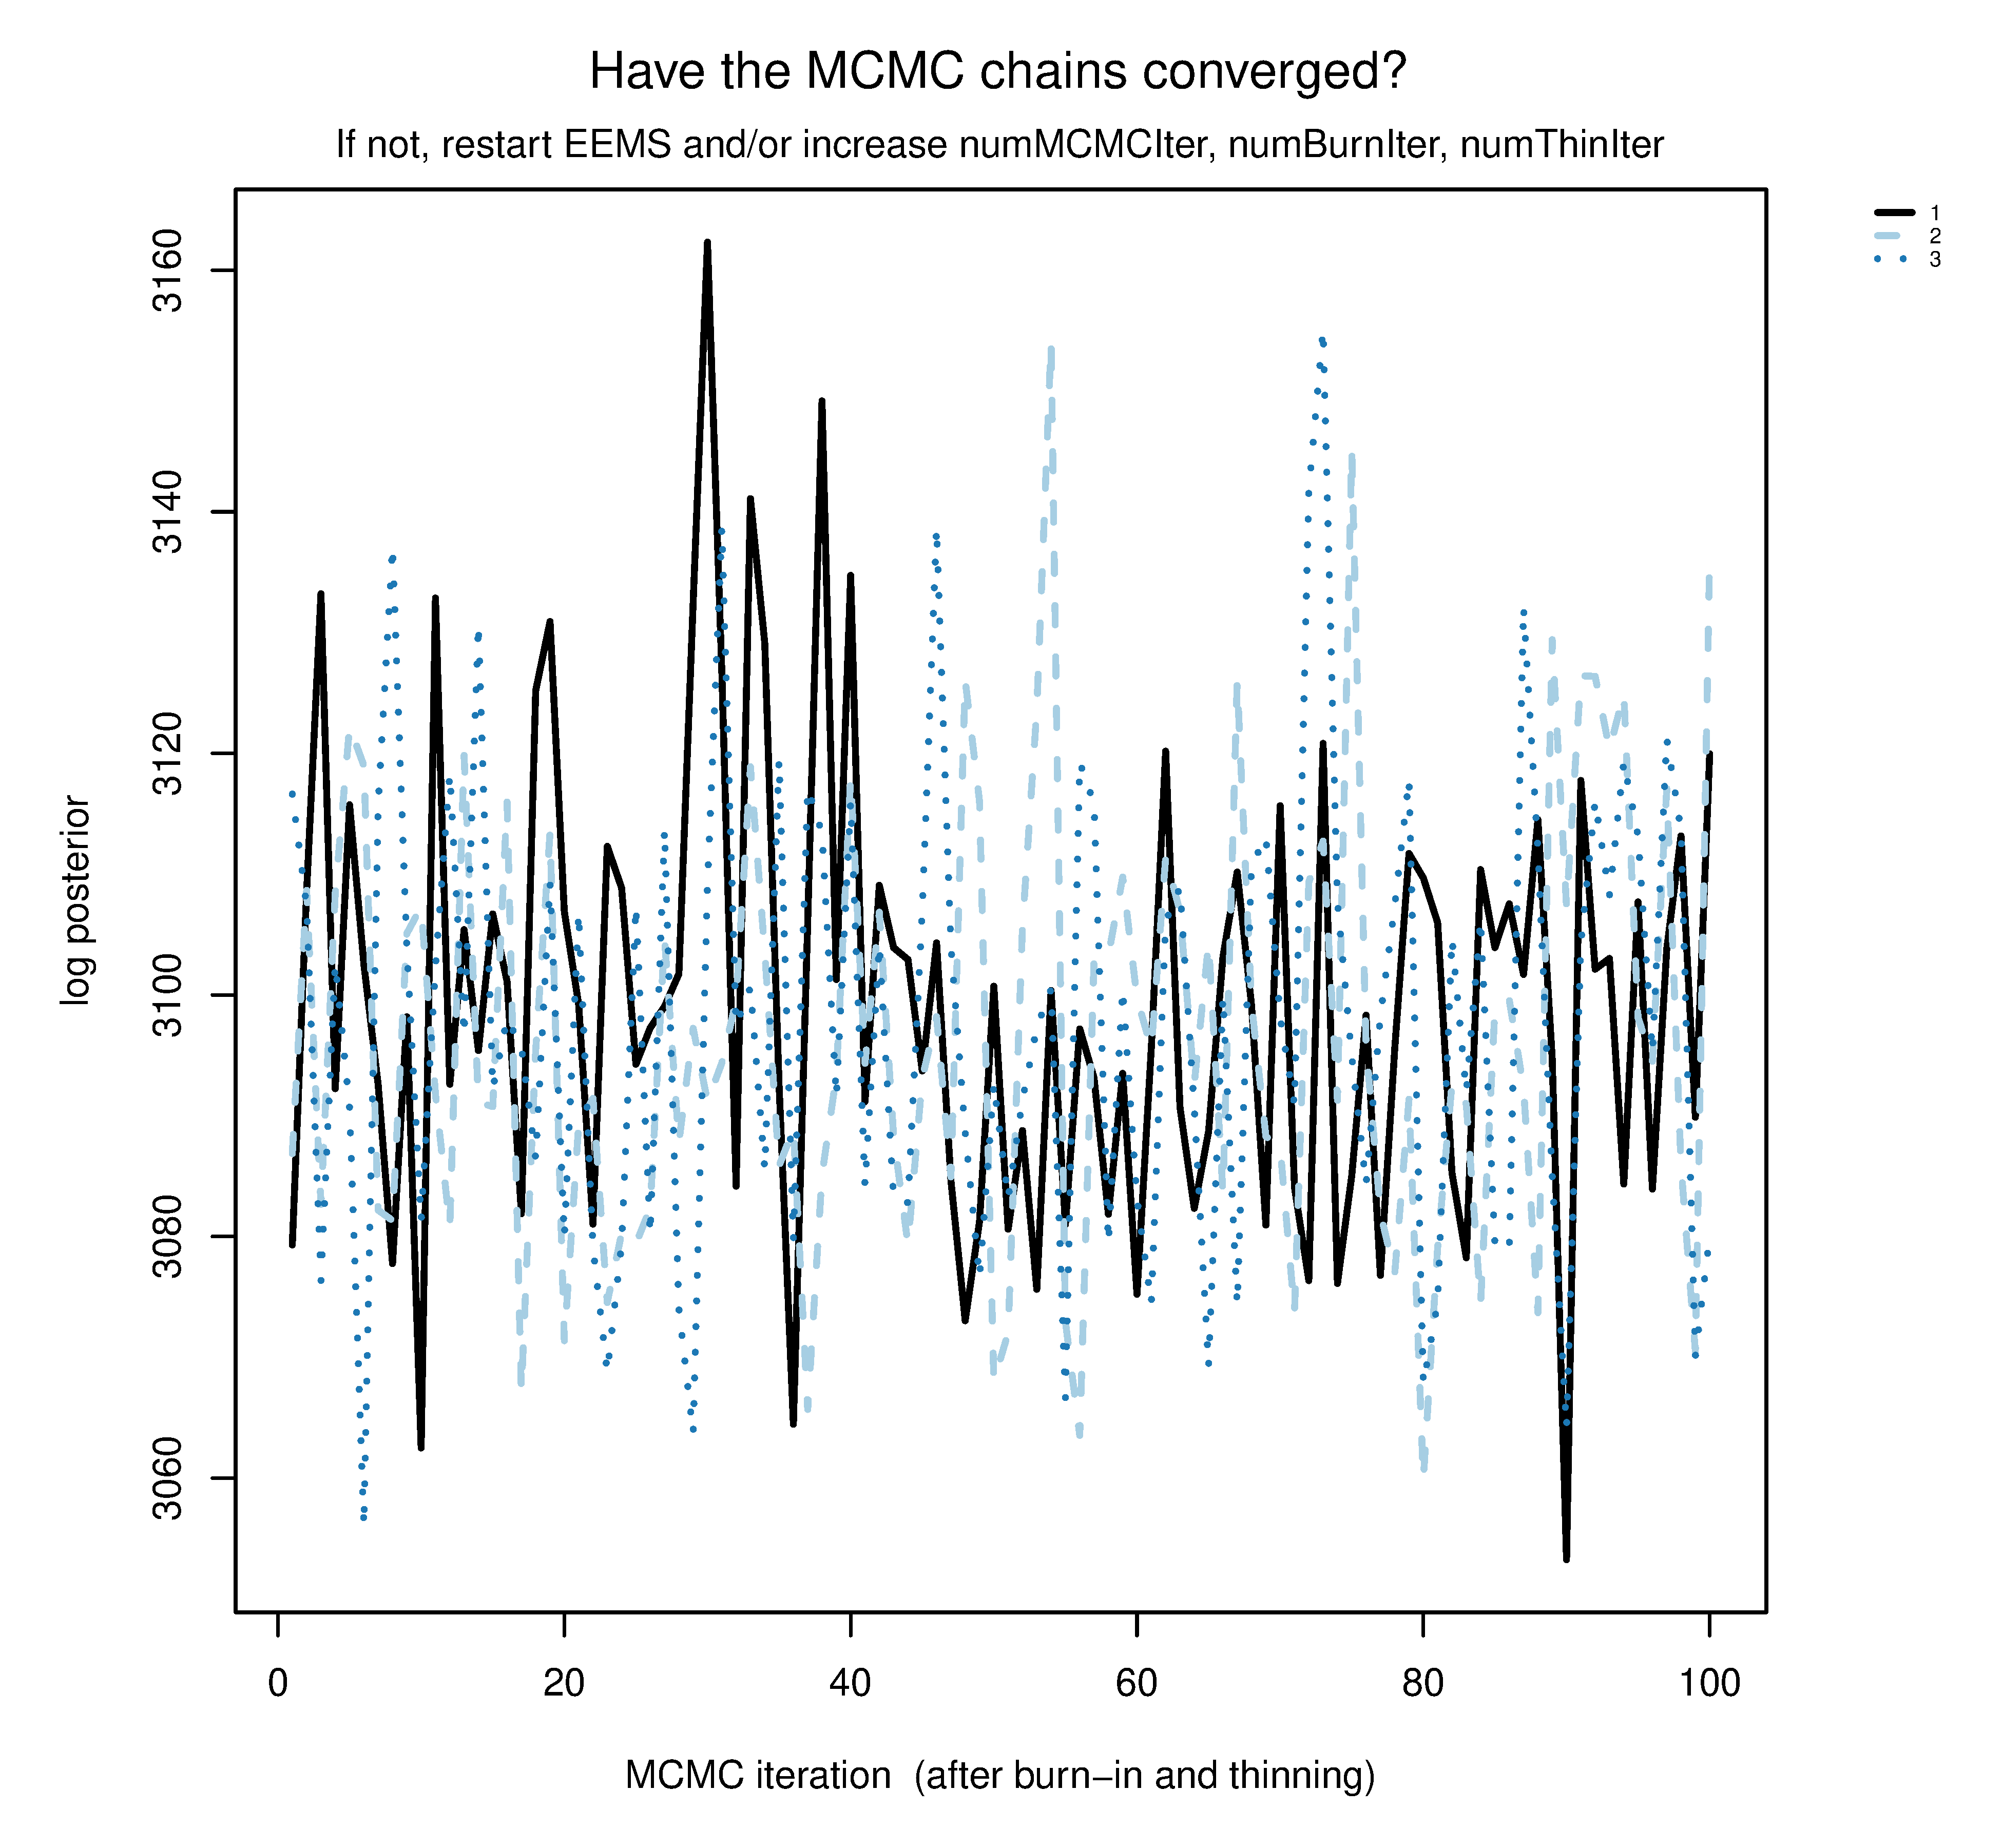 Have the MCMC chains converged?
If not, restart EEMS and/or increase numMCMCIter, numBurnIter, numThinIter
1
2
3
log posterior
3160
3140
3120
3100
3080
3060
0 20 40 60 80 100
MCMC iteration (after burn−in and thinning)